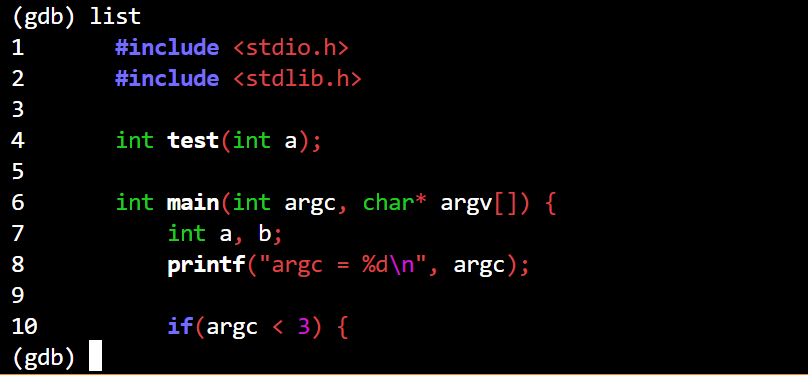 (gdb) list
1       #include <stdio.h>
2       #include <stdlib.h>
3
4       int test(int a);
5
6       int main(int argc, char* argv[]) {
7           int a, b;
8           printf("argc = %d\n", argc);
9
10          if(argc < 3) {
(gdb)